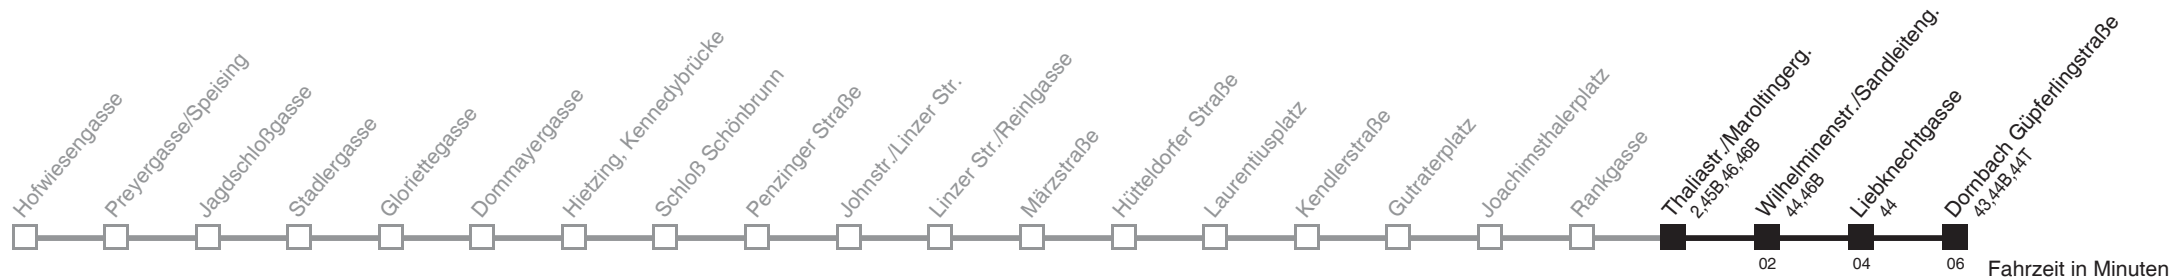 Hofwiesengasse
Preyergasse/Speising
Jagdschloßgasse
Stadlergasse
Gloriettegasse
Dommayergasse
Hietzing, Kennedybrücke
Schloß Schönbrunn
Penzinger Straße
Johnstr./Linzer Str.
Linzer Str./Reinlgasse
Märzstraße
Hütteldorfer Straße
Laurentiusplatz
Kendlerstraße
Gutraterplatz
Joachimsthalerplatz
Rankgasse
Thaliastr./Maroltingerg.
2,45B,46,46B
Wilhelminenstr./Sandleiteng.
44,46B
Liebknechtgasse
44
Dornbach Güpferlingstraße
43,44B,44T
02
04
06
Fahrzeit in Minuten